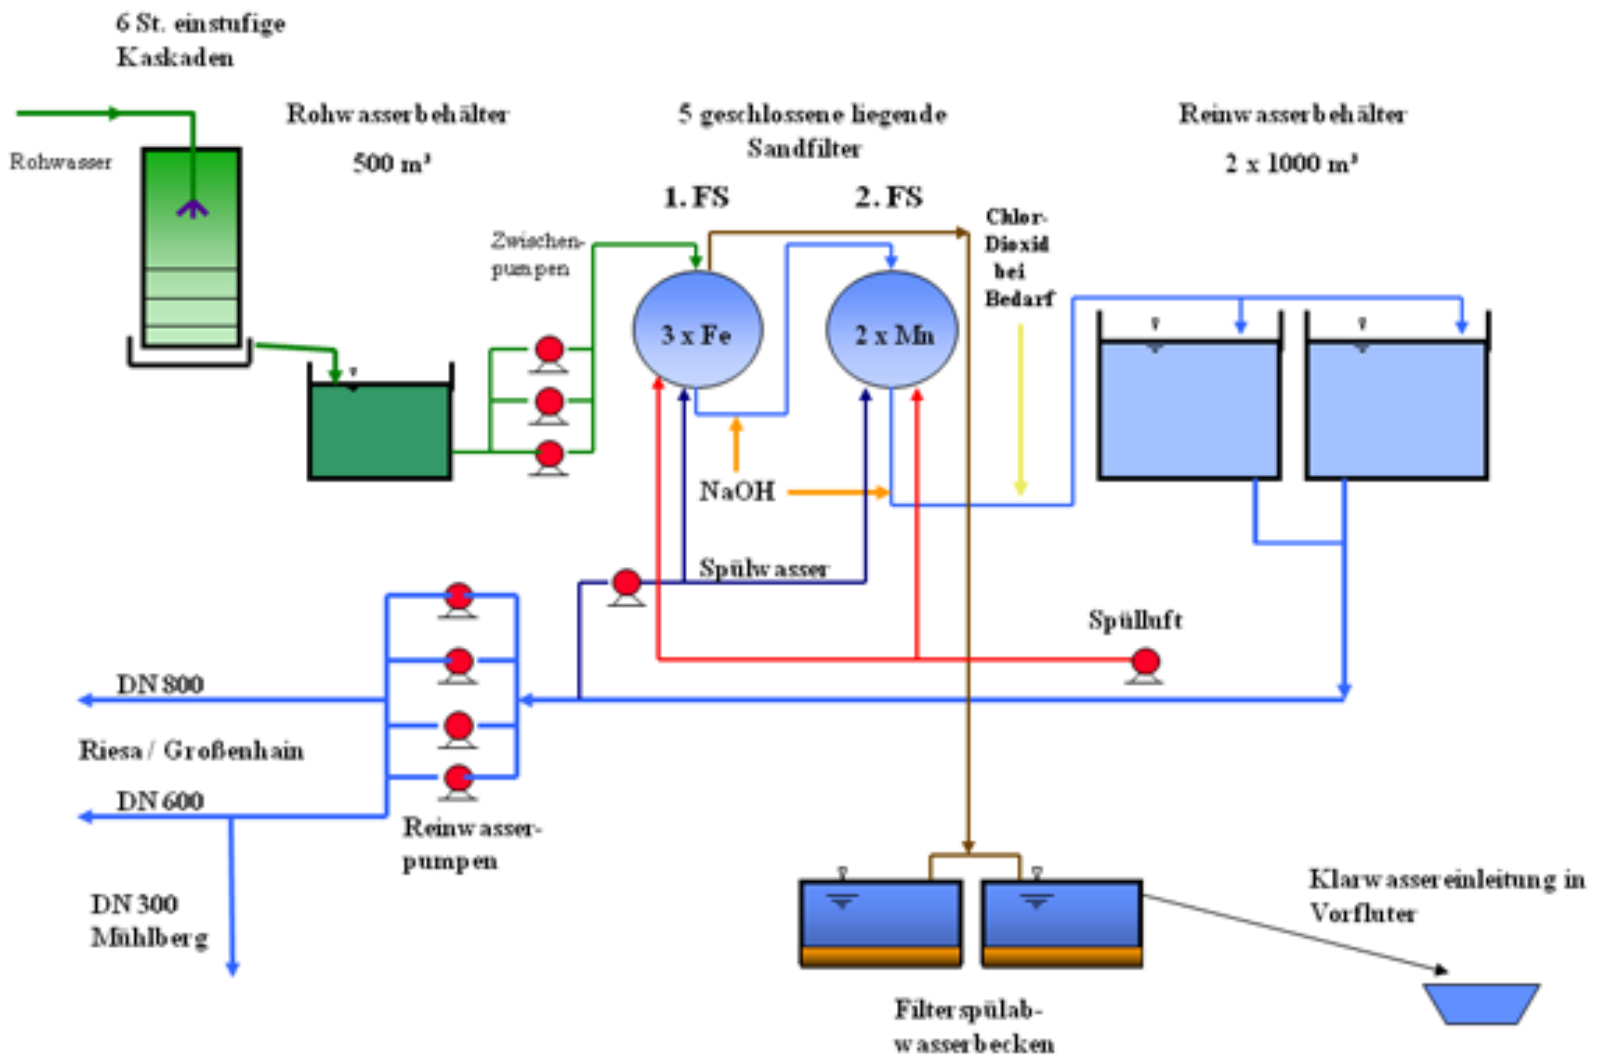 6 St. einstufige
Kaskaden
Rohwasser
Rohwasserbehälter
500 m³
Zwischen-
pumpen
5 geschlossene liegende
Sandfilter
1. FS
2. FS
3 x Fe
2 x Mn
Chlor-
Dioxid
bei
Bedarf
Reinwasserbehälter
2 x 1000 m³
NaOH
Spülwasser
Spülluft
DN 800
Riesa / Großenhain
DN 600
DN 300
Mühlberg
Reinwasser-
pumpen
Filterspülab-
wasserbecken
Klarwassereinleitung in
Vorfluter